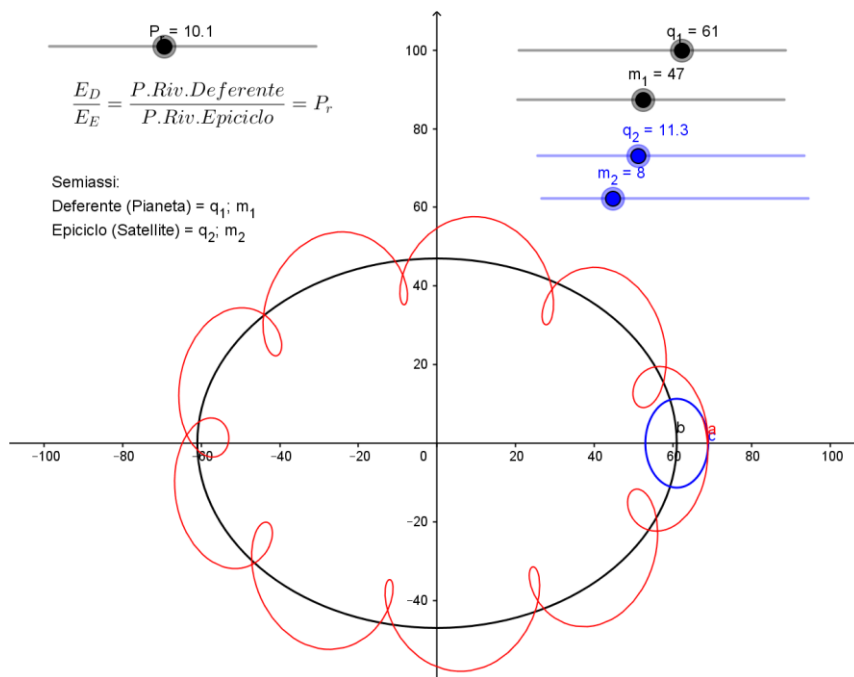 P_r = 10.1
E_D/E_E = P.Riv.Deferente/P.Riv.Epiciclo = P_r
Semiassi:
Deferente (Pianeta) = q_1; m_1
Epiciclo (Satellite) = q_2; m_2
q_1 = 61
m_1 = 47
q_2 = 11.3
m_2 = 8
100
80
60
40
20
−100
−80
−60
−40
−20
0
20
40
60
80
100
−20
−40
b
a
c